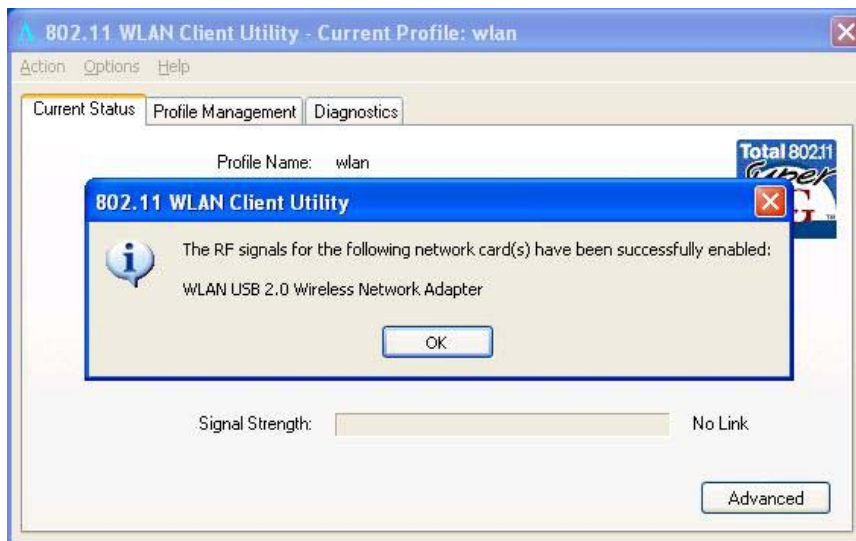 802.11 WLAN Client Utility - Current Profile: wlan
Action Options Help
Current Status Profile Management Diagnostics
Profile Name: wlan
Total 802.11
Super
G ™
802.11 WLAN Client Utility
The RF signals for the following network card(s) have been successfully enabled:
WLAN USB 2.0 Wireless Network Adapter
OK
Signal Strength: No Link
Advanced